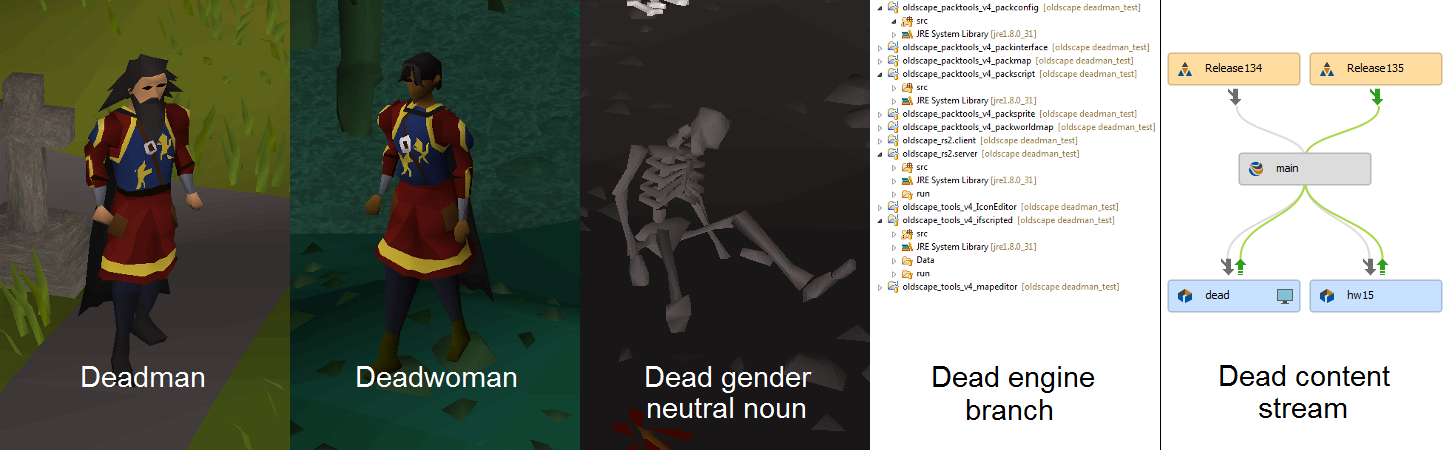 Deadman
Deadwoman
Dead gender
neutral noun
oldscape_packtools_v4_packconfig [oldscape deadman_test]
src
JRE System Library [jre1.8.0_31]
oldscape_packtools_v4_packinterface [oldscape deadman_test]
oldscape_packtools_v4_packmap [oldscape deadman_test]
oldscape_packtools_v4_packscript [oldscape deadman_test]
src
JRE System Library [jre1.8.0_31]
oldscape_packtools_v4_packsprite [oldscape deadman_test]
oldscape_packtools_v4_packworldmap [oldscape deadman_test]
oldscape_rs2.client [oldscape deadman_test]
oldscape_rs2.server [oldscape deadman_test]
src
JRE System Library [jre1.8.0_31]
run
oldscape_tools_v4_IconEditor [oldscape deadman_test]
oldscape_tools_v4_ifscripted [oldscape deadman_test]
src
JRE System Library [jre1.8.0_31]
Data
run
oldscape_tools_v4_mapeditor [oldscape deadman_test]
Dead engine
branch
Release134
Release135
main
dead
hw15
Dead content
stream